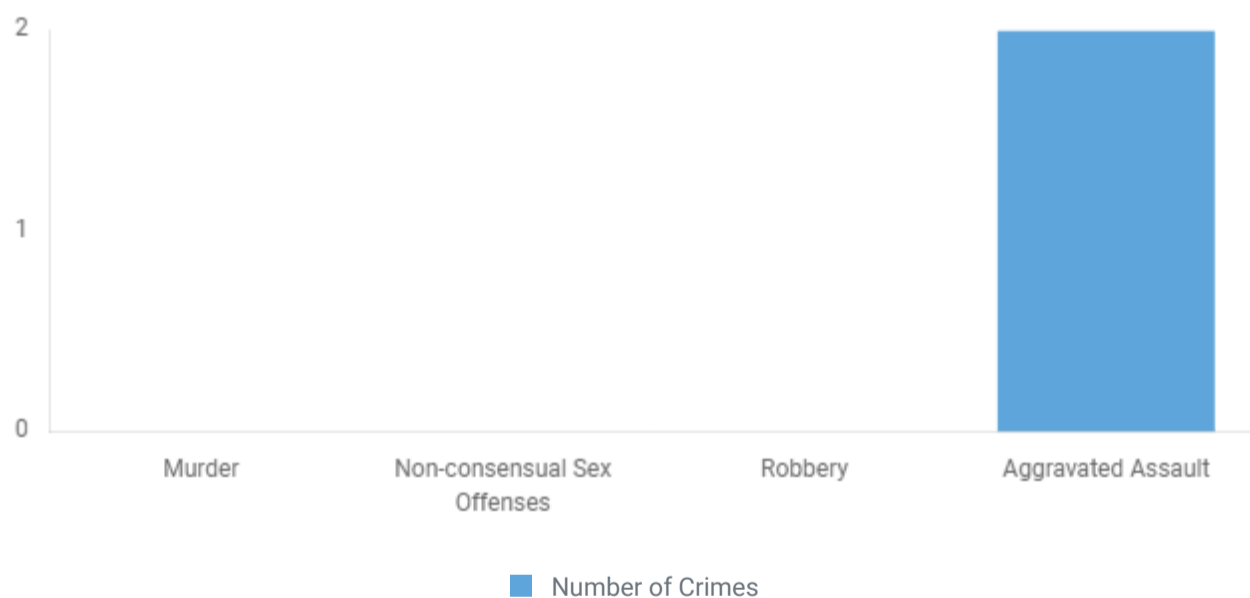 2
1
0
Murder
Non-consensual Sex
Offenses
Robbery
Aggravated Assault
Number of Crimes